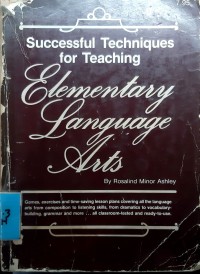 Successful Techniques
for Teaching
Elementary
Language
Arts
By Rosalind Minor Ashley
Games, exercises and time-saving lesson plans covering all the language
arts from composition to listening skills, from dramatics to vocabulary-
building, grammar and more . . . all classroom-tested and ready-to-use.